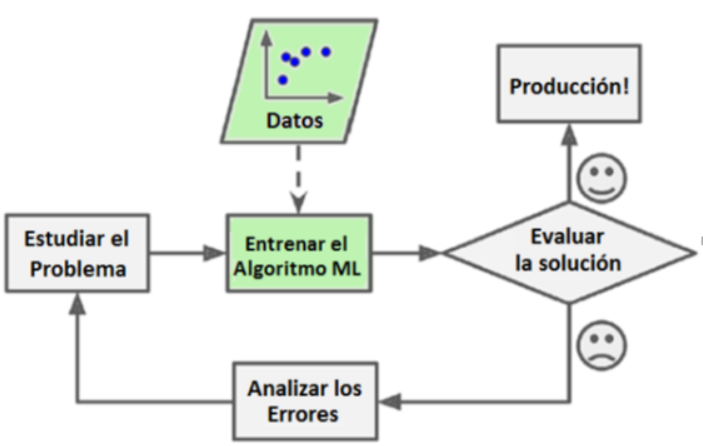 Datos
Producción!
Estudiar el
Problema
Entrenar el
Algoritmo ML
Evaluar
la solución
Analizar los
Errores